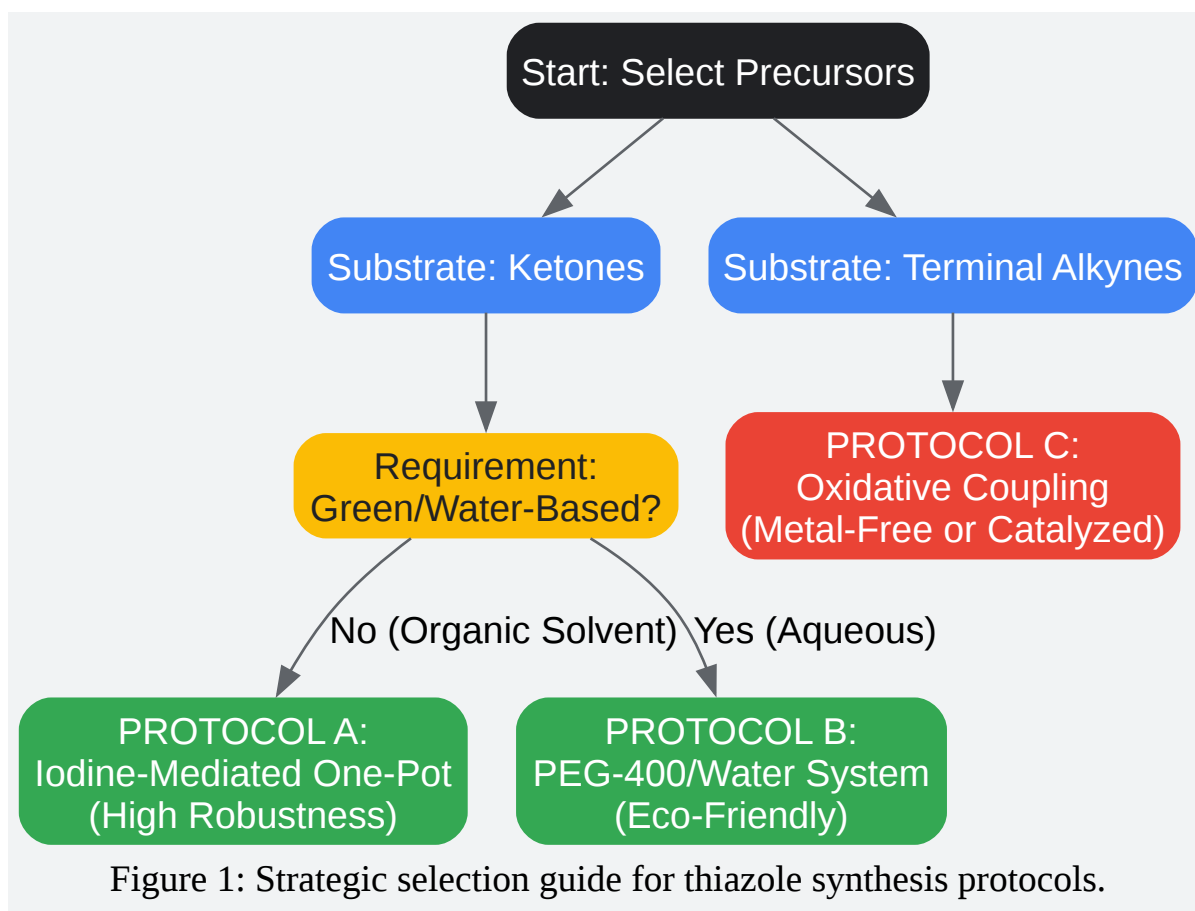 Start: Select Precursors
Substrate: Ketones
Substrate: Terminal Alkynes
Requirement:
Green/Water-Based?
PROTOCOL C:
Oxidative Coupling
(Metal-Free or Catalyzed)
No (Organic Solvent)
Yes (Aqueous)
PROTOCOL A:
Iodine-Mediated One-Pot
(High Robustness)
PROTOCOL B:
PEG-400/Water System
(Eco-Friendly)
Figure 1: Strategic selection guide for thiazole synthesis protocols.